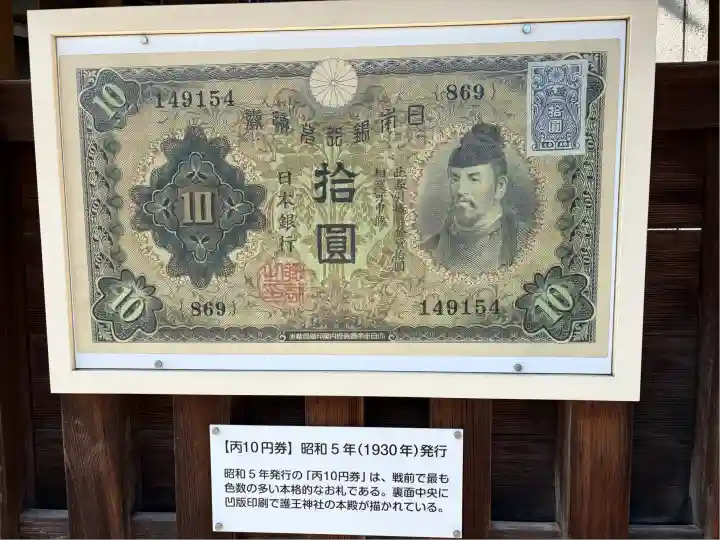 10
149154
{869}
日本銀行兌換券
拾圓
10
日本銀行
拾圓
10
{869}
149154
10
【丙10円券】昭和5年(1930年)発行
昭和5年発行の「丙10円券」は、戦前で最も
色数の多い本格的なお札である。裏面中央に
凹版印刷で護王神社の本殿が描かれている。